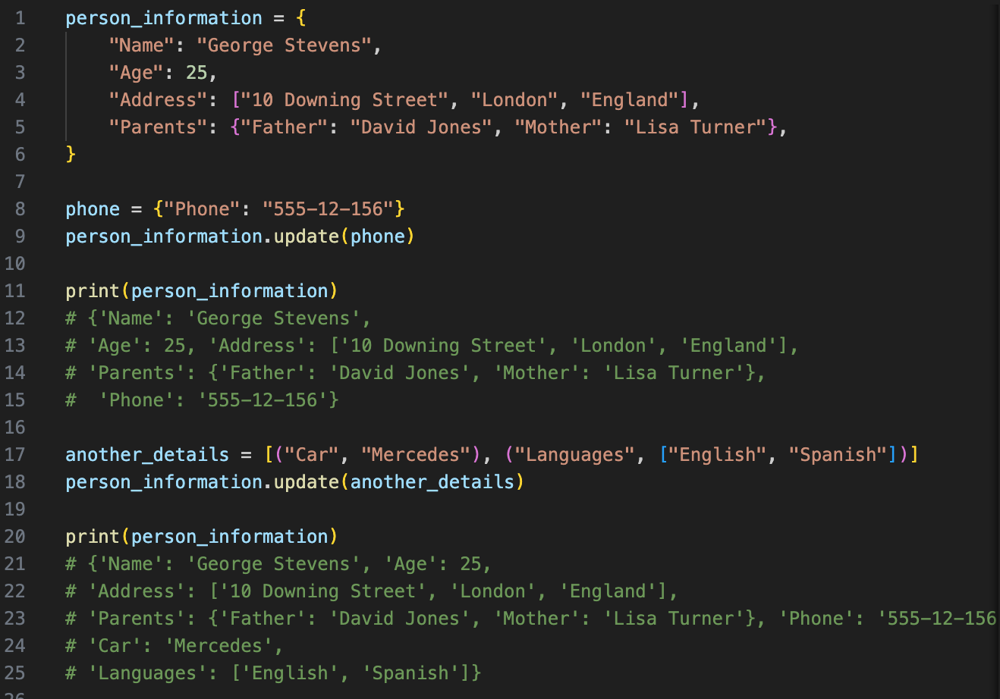 1 person_information = {
2 "Name": "George Stevens",
3 "Age": 25,
4 "Address": ["10 Downing Street", "London", "England"],
5 "Parents": {"Father": "David Jones", "Mother": "Lisa Turner"},
6 }
7
8 phone = {"Phone": "555-12-156"}
9 person_information.update(phone)
10
11 print(person_information)
12 # {'Name': 'George Stevens',
13 # 'Age': 25, 'Address': ['10 Downing Street', 'London', 'England'],
14 # 'Parents': {'Father': 'David Jones', 'Mother': 'Lisa Turner'},
15 #  'Phone': '555-12-156'}
16
17 another_details = [("Car", "Mercedes"), ("Languages", ["English", "Spanish"])]
18 person_information.update(another_details)
19
20 print(person_information)
21 # {'Name': 'George Stevens', 'Age': 25,
22 # 'Address': ['10 Downing Street', 'London', 'England'],
23 # 'Parents': {'Father': 'David Jones', 'Mother': 'Lisa Turner'}, 'Phone': '555-12-156
24 # 'Car': 'Mercedes',
25 # 'Languages': ['English', 'Spanish']}